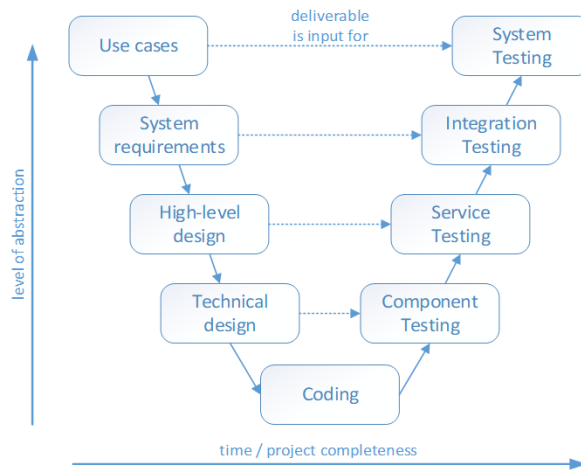 deliverable
is input for
Use cases
System
Testing
System
requirements
Integration
Testing
High-level
design
Service
Testing
Technical
design
Component
Testing
Coding
level of abstraction
time / project completeness